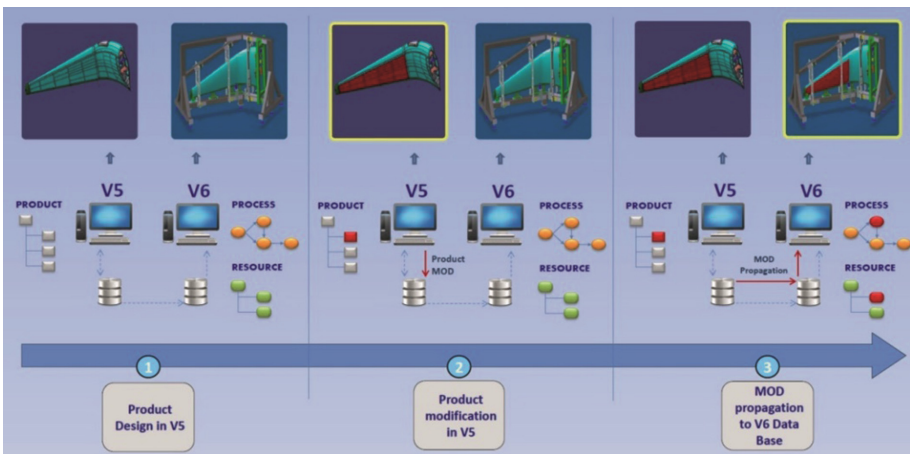 V5
V6
PRODUCT
PROCESS
RESOURCE
1
Product
Design in V5
V5
V6
PRODUCT
PROCESS
Product
MOD
RESOURCE
2
Product
modification
in V5
V5
V6
PRODUCT
PROCESS
MOD
Propagation
RESOURCE
3
MOD
propagation
to V6 Data
Base